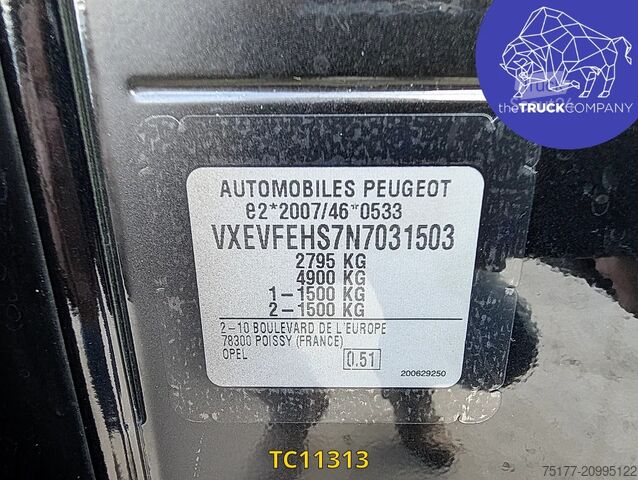 theTRUCKCOMPANY
AUTOMOBILES PEUGEOT
e2*2007/46*0533
VXEVFEHS7N7031503
2795 KG
4900 KG
1-1500 KG
2-1500 KG
2-10 BOULEVARD DE L'EUROPE
78300 POISSY (FRANCE)
OPEL 0.51
200629250
TC11313
75177-20995122